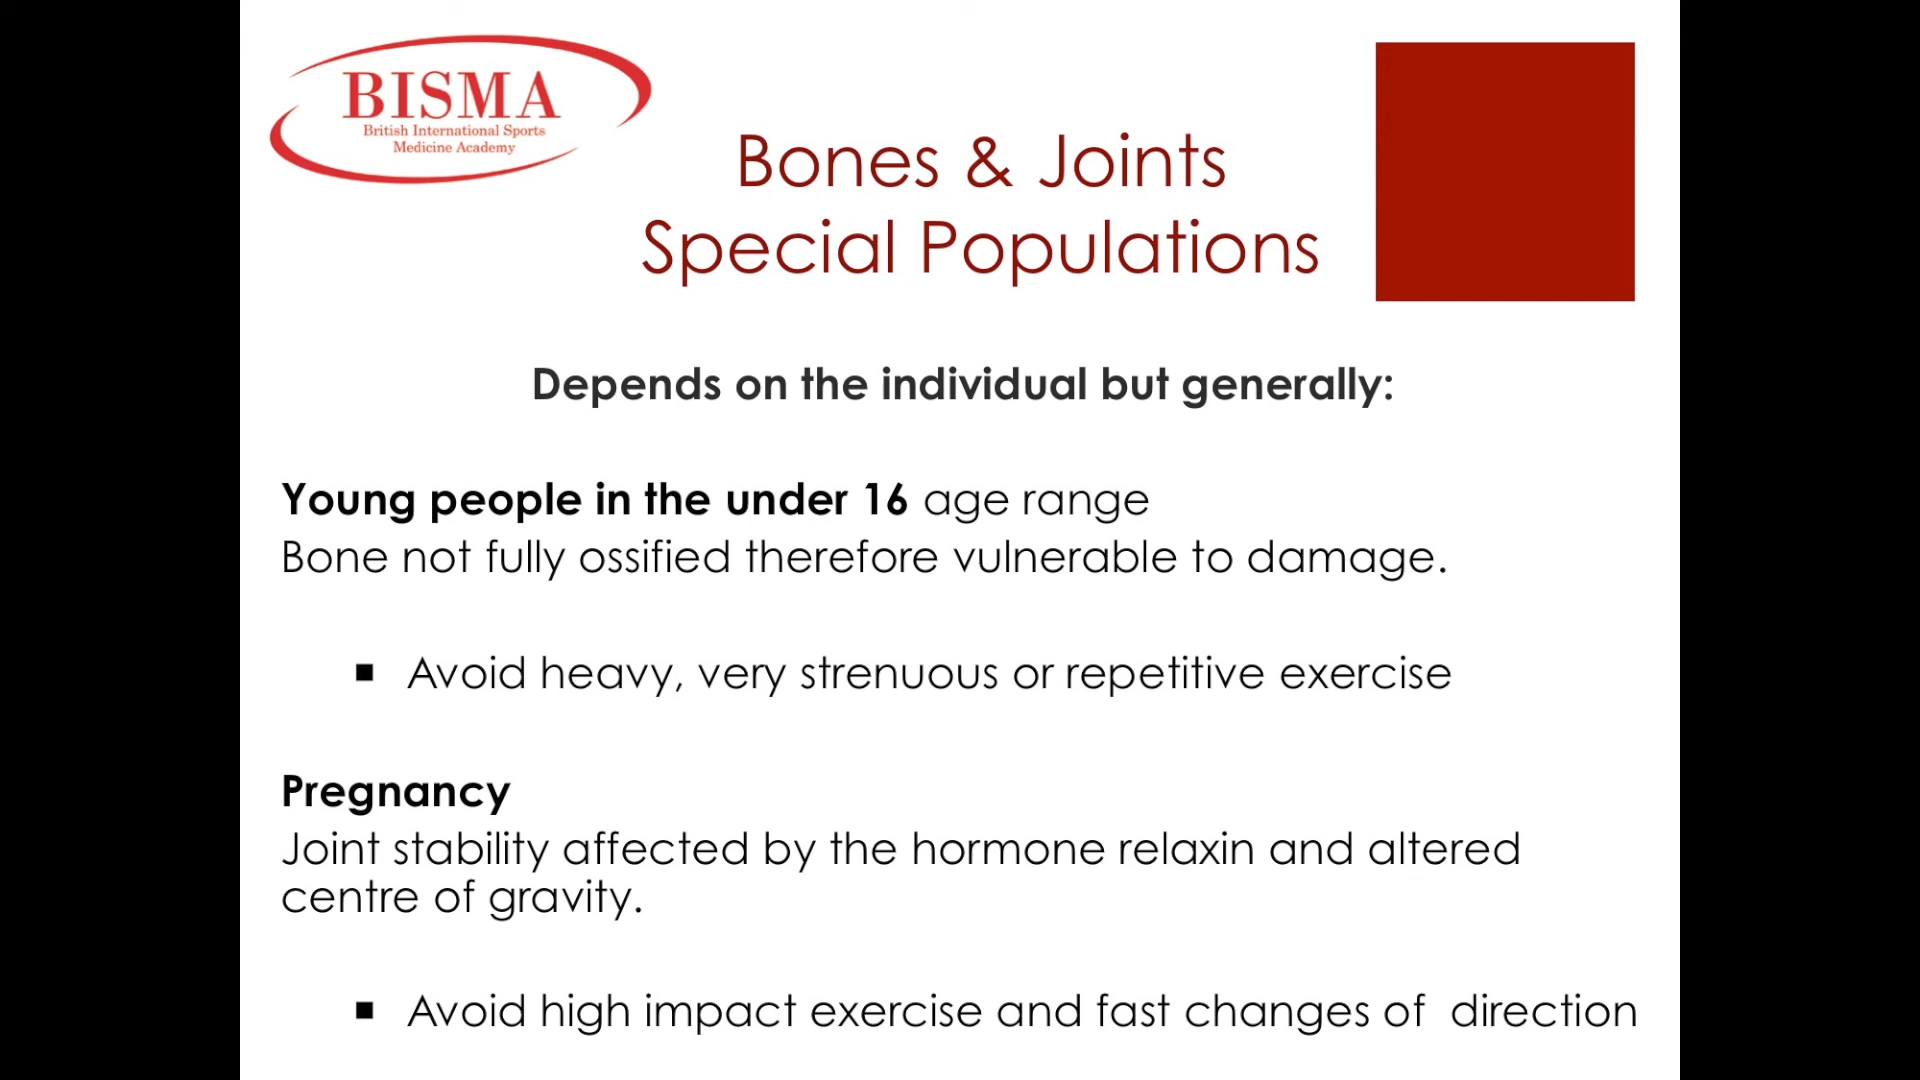 BISMA
British International Sports
Medicine Academy
Bones & Joints
Special Populations
Depends on the individual but generally:
Young people in the under 16 age range
Bone not fully ossified therefore vulnerable to damage.
▪ Avoid heavy, very strenuous or repetitive exercise
Pregnancy
Joint stability affected by the hormone relaxin and altered
centre of gravity.
▪ Avoid high impact exercise and fast changes of direction